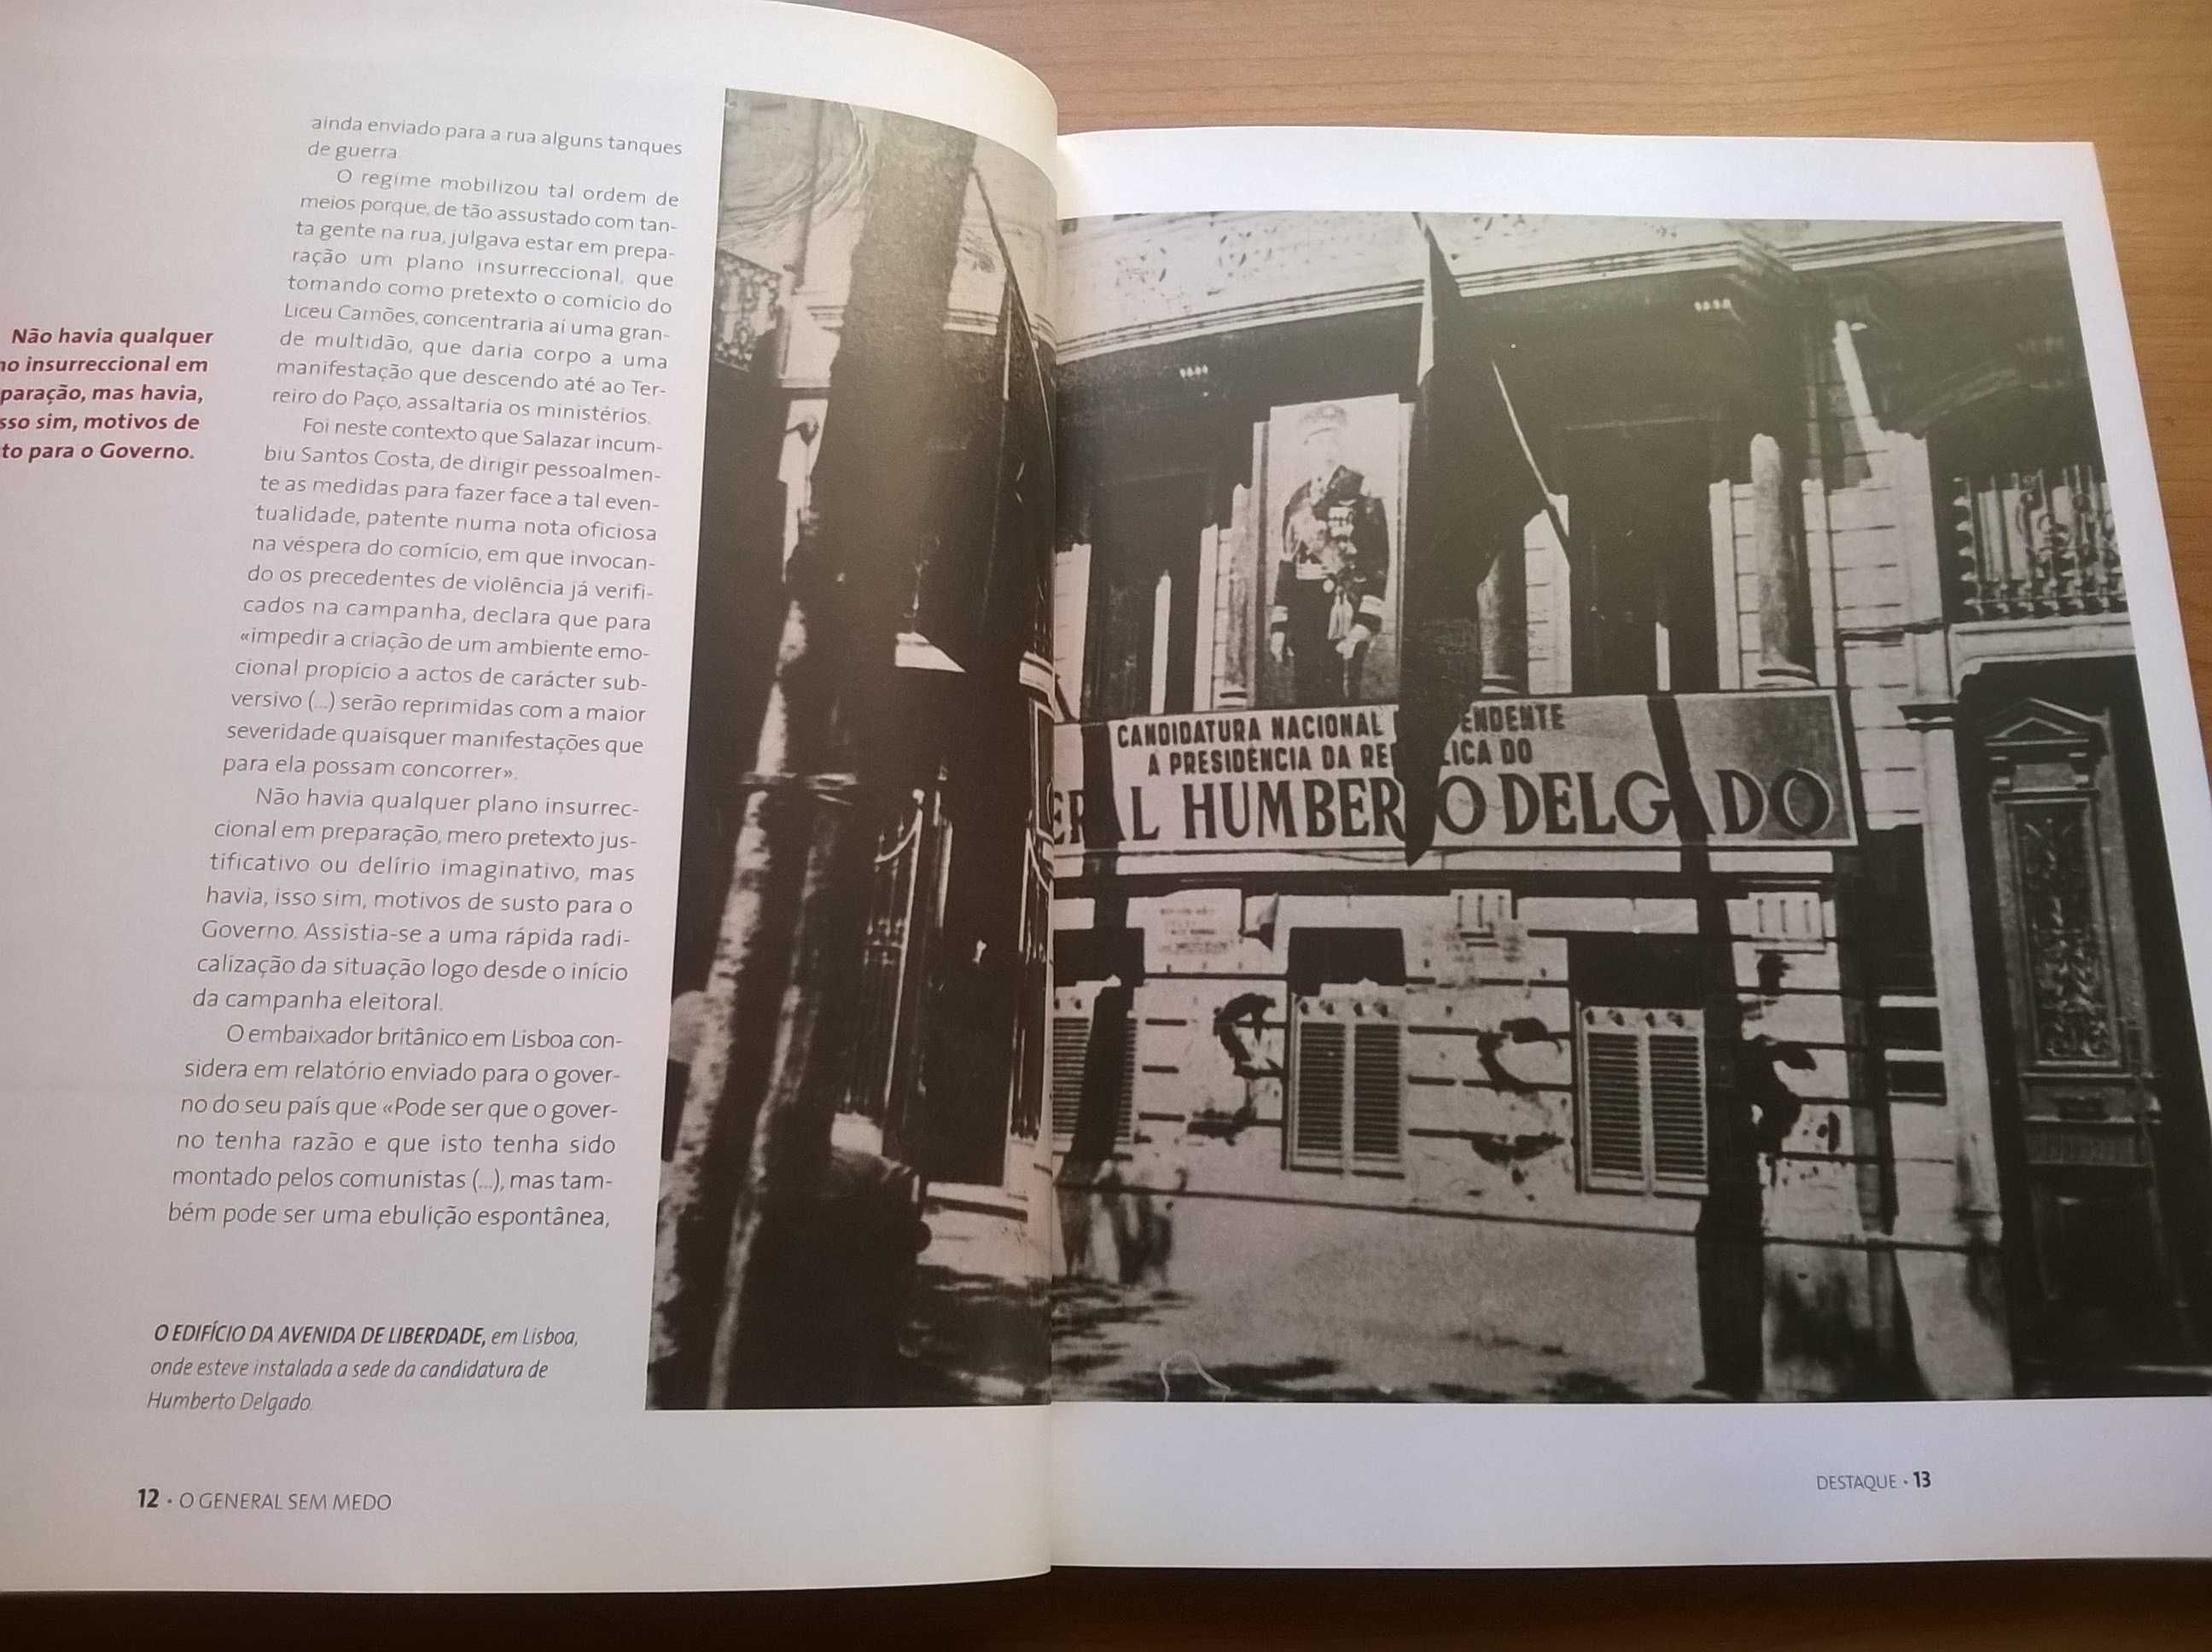 Não havia qualquer
insurreccional em
mas havia,
sim, motivos de
para o Governo.
ainda enviado para a rua alguns tanques
de guerra.
O regime mobilizou tal ordem de
meios porque, de tão assustado com tan-
ta gente na rua, julgava estar em prepa-
ração um plano insurreccional, que
tomando como pretexto o comício do
Liceu Camões, concentraria aí uma gran-
de multidão, que daria corpo a uma
manifestação que descendo até ao Ter-
reiro do Paço, assaltaria os ministérios.
Foi neste contexto que Salazar incum-
biu Santos Costa, de dirigir pessoalmen-
te as medidas para fazer face a tal even-
tualidade, patente numa nota oficiosa
na véspera do comício, em que invocan-
do os precedentes de violência já verifi-
cados na campanha, declara que para
«impedir a criação de um ambiente emo-
cional propício a actos de carácter sub-
versivo (...) serão reprimidas com a maior
severidade quaisquer manifestações que
para ela possam concorrer».
Não havia qualquer plano insurrec-
cional em preparação, mero pretexto jus-
tificativo ou delírio imaginativo, mas
havia, isso sim, motivos de susto para o
Governo. Assistia-se a uma rápida radi-
calização da situação logo desde o início
da campanha eleitoral.
O embaixador britânico em Lisboa con-
sidera em relatório enviado para o gover-
no do seu país que «Pode ser que o gover-
no tenha razão e que isto tenha sido
montado pelos comunistas (...), mas tam-
bém pode ser uma ebulição espontânea,
O EDIFÍCIO DA AVENIDA DE LIBERDADE, em Lisboa,
onde esteve instalada a sede da candidatura de
Humberto Delgado.
12 • O GENERAL SEM MEDO
CANDIDATURA NACIONAL ENDENTE
A PRESIDÊNCIA DA RE LICA DO
ERAL HUMBER O DELGADO
DESTAQUE • 13